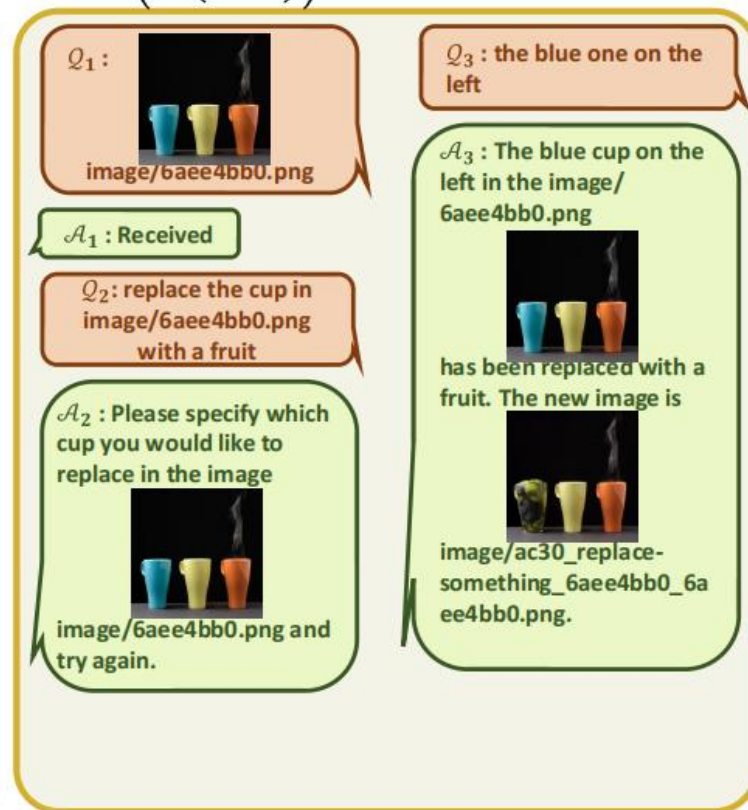 Q1 :
image/6aee4bb0.png
A1 : Received
Q2: replace the cup in
image/6aee4bb0.png
with a fruit
A2 : Please specify which
cup you would like to
replace in the image
image/6aee4bb0.png and
try again.
Q3 : the blue one on the
left
A3 : The blue cup on the
left in the image/
6aee4bb0.png
has been replaced with a
fruit. The new image is
image/ac30_replace-
something_6aee4bb0_6a
ee4bb0.png.